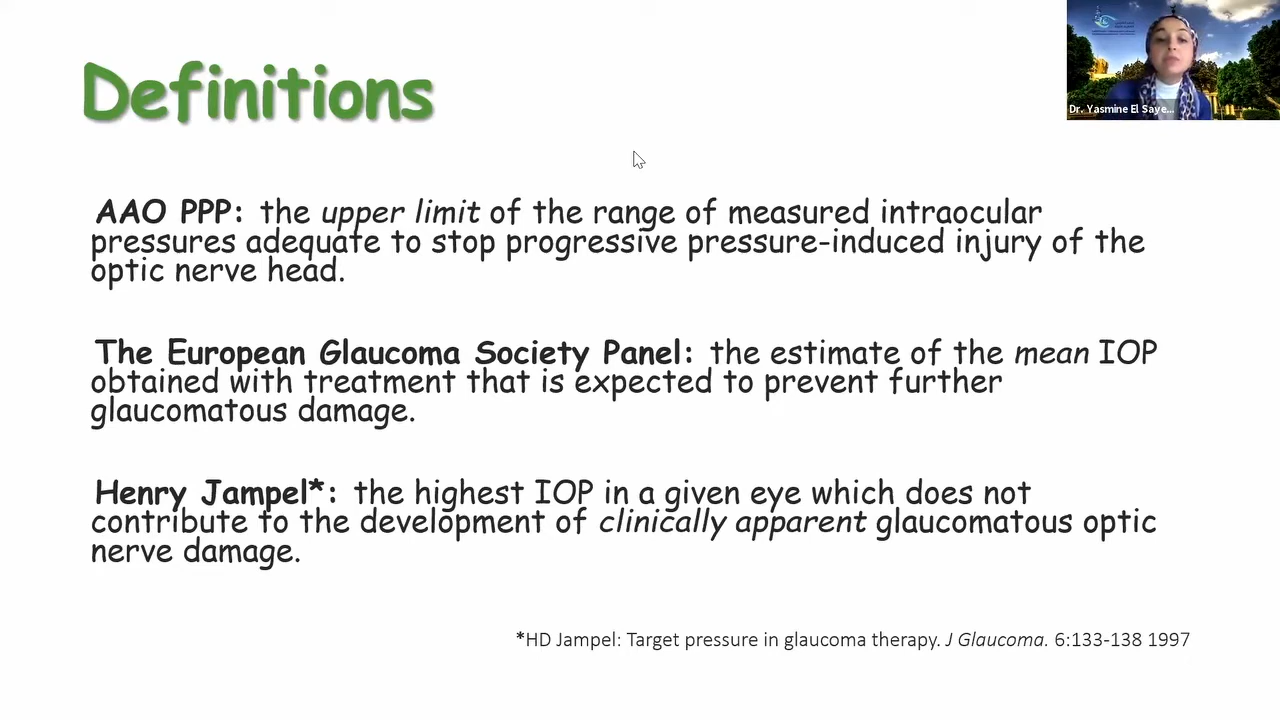 Definitions
Dr. Yasmine El Saye...
AAO PPP: the upper limit of the range of measured intraocular
pressures adequate to stop progressive pressure-induced injury of the
optic nerve head.
The European Glaucoma Society Panel: the estimate of the mean IOP
obtained with treatment that is expected to prevent further
glaucomatous damage.
Henry Jampel*: the highest IOP in a given eye which does not
contribute to the development of clinically apparent glaucomatous optic
nerve damage.
*HD Jampel: Target pressure in glaucoma therapy. J Glaucoma. 6:133-138 1997